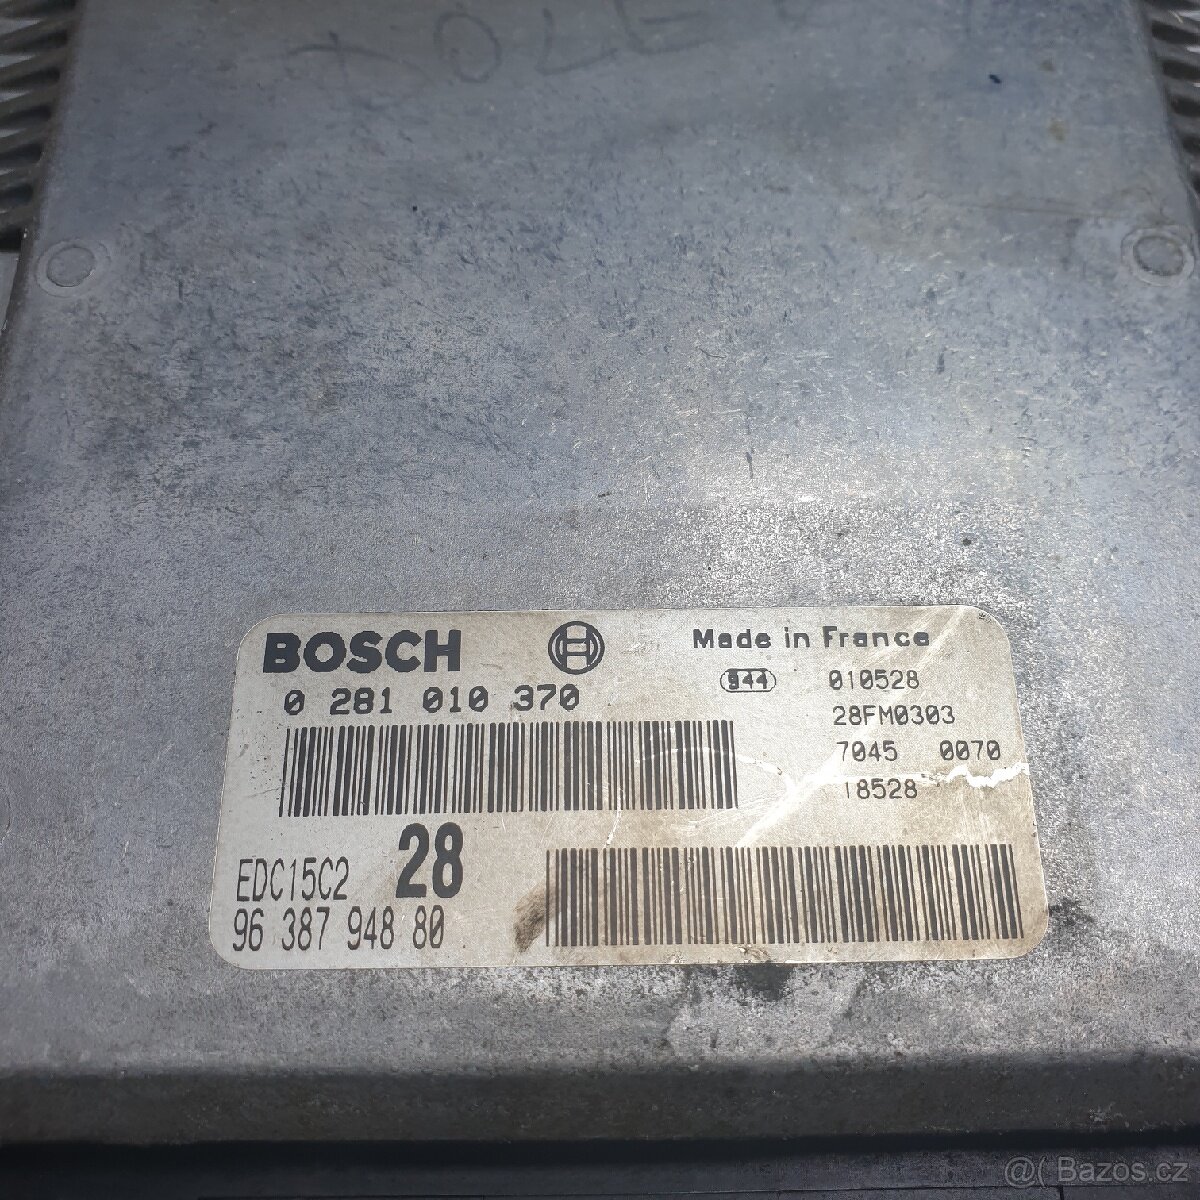 BOSCH
Made in France
0 281 010 370
944
010528
28FM0303
7045 0070
18528
EDC15C2
28
96 387 948 80
@( Bazos.cz